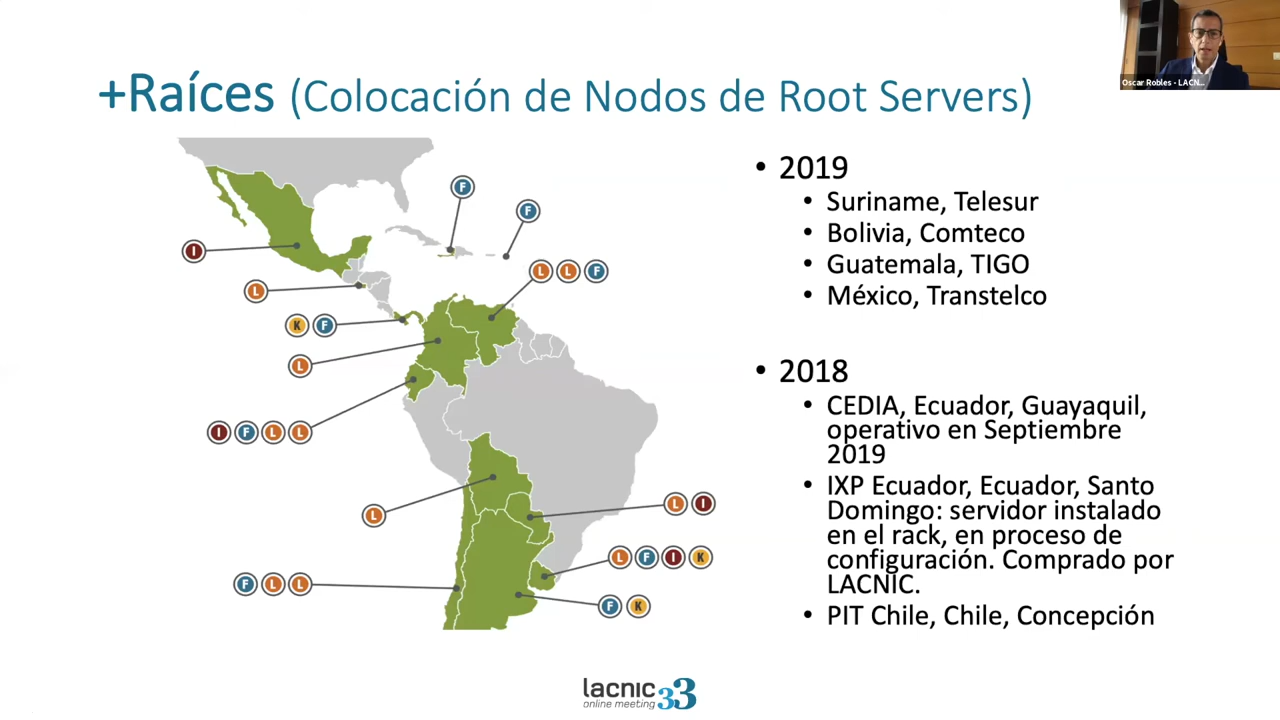 Oscar Robles - LACN...
+Raíces (Colocación de Nodos de Root Servers)
F
F
I
L L F
L
K F
L
I F L L
L I
L
L F I K
F L L
F K
• 2019
• Suriname, Telesur
• Bolivia, Comteco
• Guatemala, TIGO
• México, Transtelco
• 2018
• CEDIA, Ecuador, Guayaquil,
operativo en Septiembre
2019
• IXP Ecuador, Ecuador, Santo
Domingo: servidor instalado
en el rack, en proceso de
configuración. Comprado por
LACNIC.
• PIT Chile, Chile, Concepción
lacnic 33
online meeting